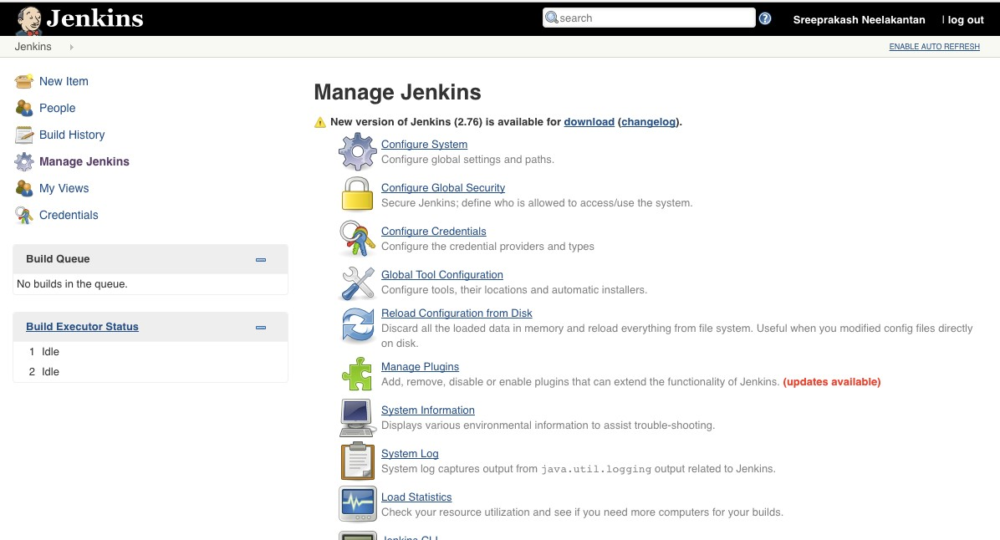 Jenkins
search
Sreeprakash Neelakantan | log out
Jenkins
ENABLE AUTO REFRESH
New Item
People
Build History
Manage Jenkins
My Views
Credentials
Build Queue
No builds in the queue.
Build Executor Status
1 Idle
2 Idle
Manage Jenkins
New version of Jenkins (2.76) is available for download (changelog).
Configure System
Configure global settings and paths.
Configure Global Security
Secure Jenkins; define who is allowed to access/use the system.
Configure Credentials
Configure the credential providers and types
Global Tool Configuration
Configure tools, their locations and automatic installers.
Reload Configuration from Disk
Discard all the loaded data in memory and reload everything from file system. Useful when you modified config files directly
on disk.
Manage Plugins
Add, remove, disable or enable plugins that can extend the functionality of Jenkins. (updates available)
System Information
Displays various environmental information to assist trouble-shooting.
System Log
System log captures output from java.util.logging output related to Jenkins.
Load Statistics
Check your resource utilization and see if you need more computers for your builds.
Jenkins CLI